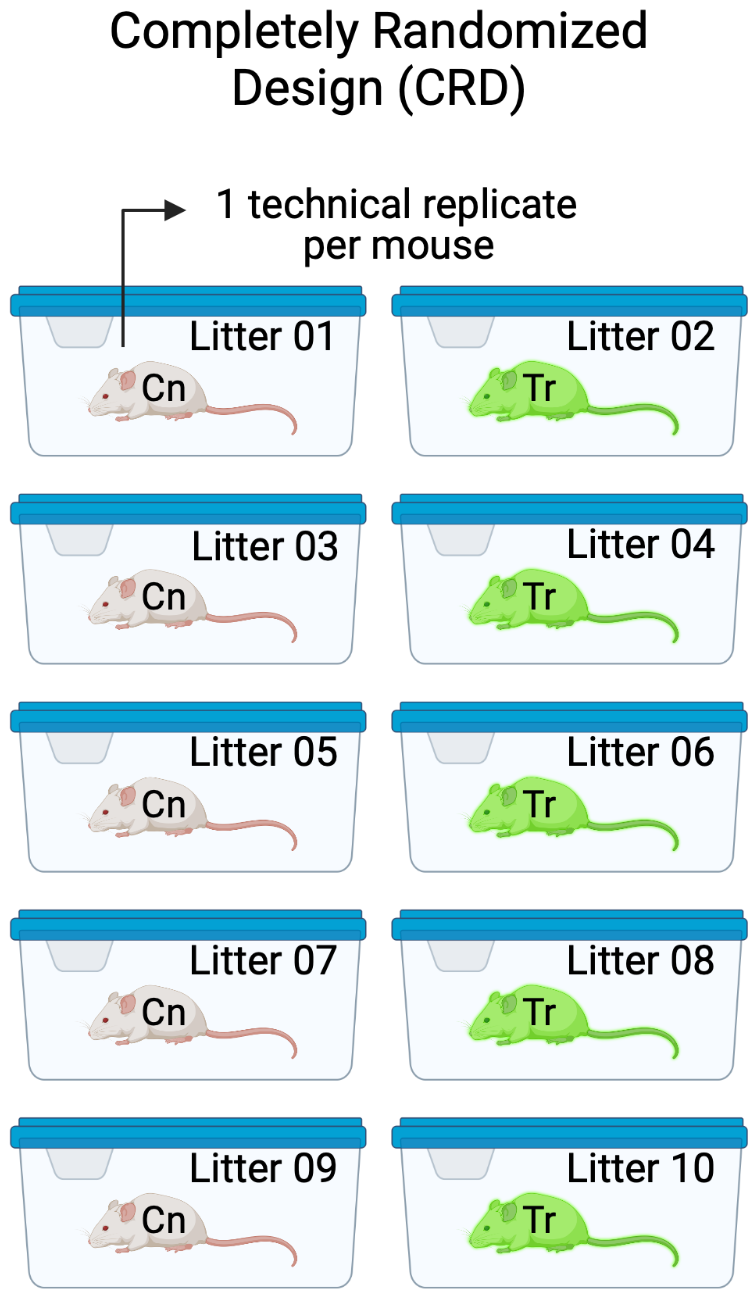 Completely Randomized
Design (CRD)
1 technical replicate
per mouse
Litter 01
Cn
Litter 02
Tr
Litter 03
Cn
Litter 04
Tr
Litter 05
Cn
Litter 06
Tr
Litter 07
Cn
Litter 08
Tr
Litter 09
Cn
Litter 10
Tr